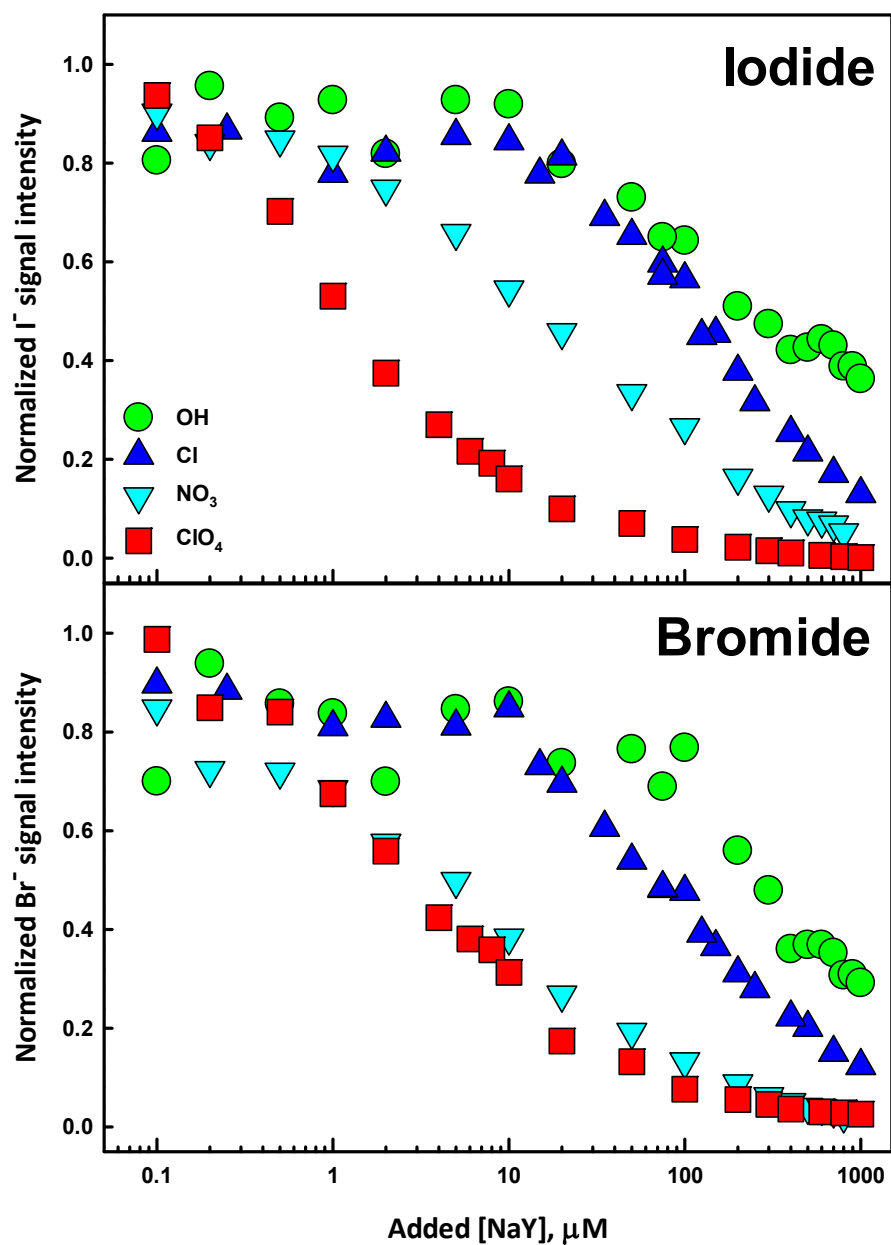 Iodide
Normalized I⁻ signal intensity
1.0
0.8
0.6
0.4
0.2
0.0
OH
Cl
NO₃
ClO₄
Bromide
Normalized Br⁻ signal intensity
1.0
0.8
0.6
0.4
0.2
0.0
0.1 1 10 100 1000
Added [NaY], μM